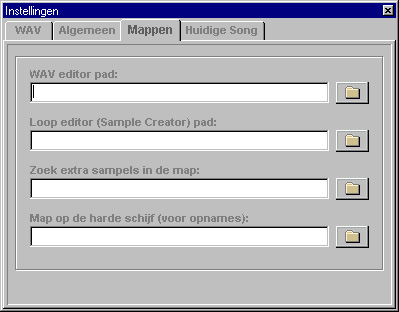 Instellingen
WAV Algemeen Mappen Huidige Song
WAV editor pad:
Loop editor (Sample Creator) pad:
Zoek extra sampels in de map:
Map op de harde schijf (voor opnames):